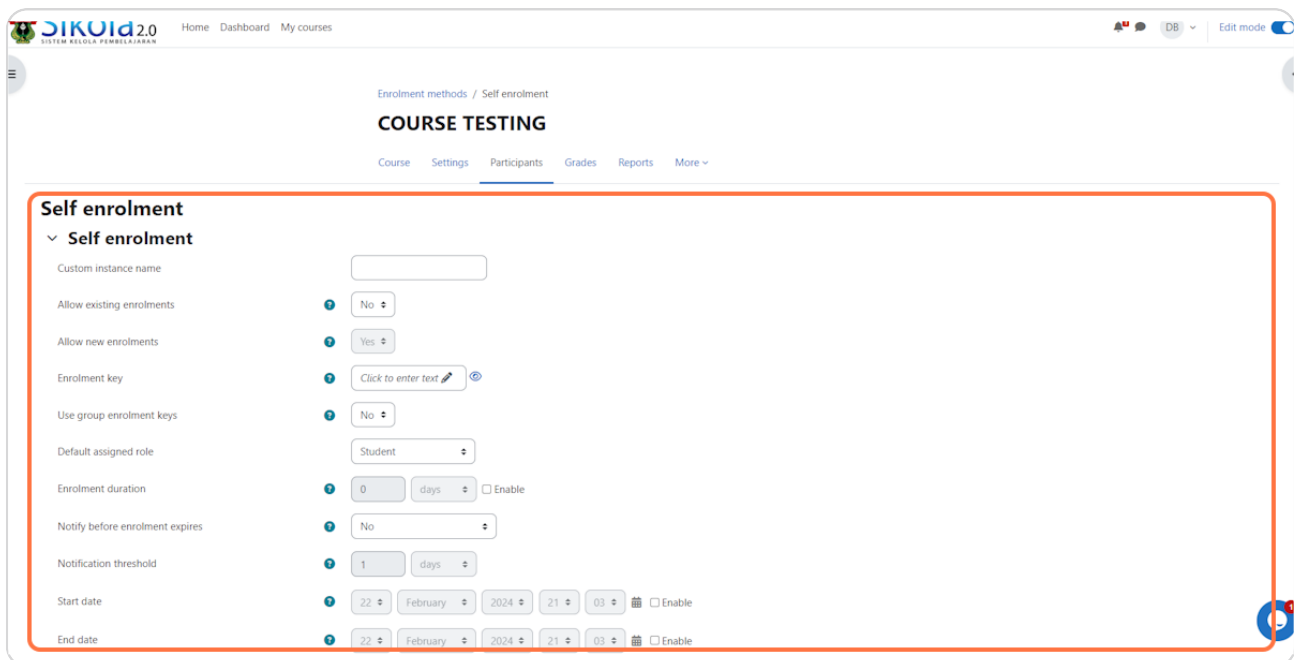 SIKOLA 2.0
SISTEM KELOLA PEMBELAJARAN
Home Dashboard My courses
DB
Edit mode
Enrolment methods / Self enrolment
COURSE TESTING
Course Settings Participants Grades Reports More
Self enrolment
Self enrolment
Custom instance name
Allow existing enrolments ? No
Allow new enrolments ? Yes
Enrolment key ? Click to enter text
Use group enrolment keys ? No
Default assigned role Student
Enrolment duration ? 0 days Enable
Notify before enrolment expires ? No
Notification threshold ? 1 days
Start date ? 22 February 2024 21 03 Enable
End date ? 22 February 2024 21 03 Enable